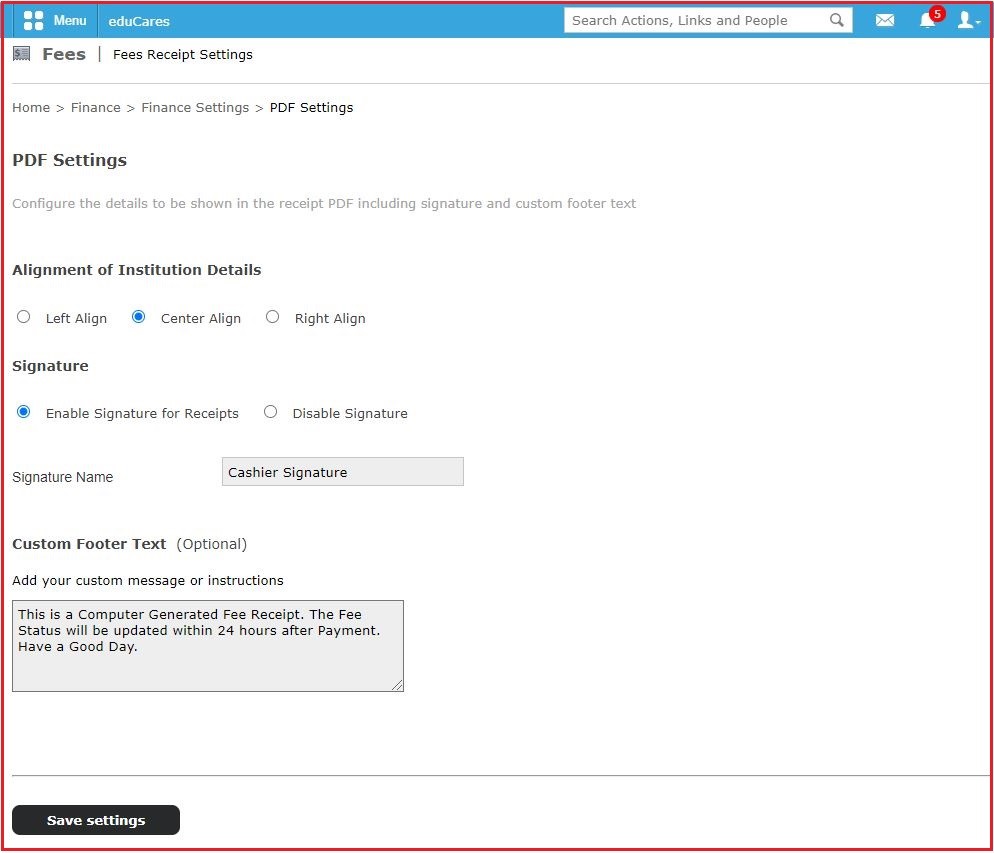 Menu eduCares Search Actions, Links and People 5
$ Fees | Fees Receipt Settings
Home > Finance > Finance Settings > PDF Settings
PDF Settings
Configure the details to be shown in the receipt PDF including signature and custom footer text
Alignment of Institution Details
Left Align Center Align Right Align
Signature
Enable Signature for Receipts Disable Signature
Signature Name Cashier Signature
Custom Footer Text (Optional)
Add your custom message or instructions
This is a Computer Generated Fee Receipt. The Fee
Status will be updated within 24 hours after Payment.
Have a Good Day.
Save settings